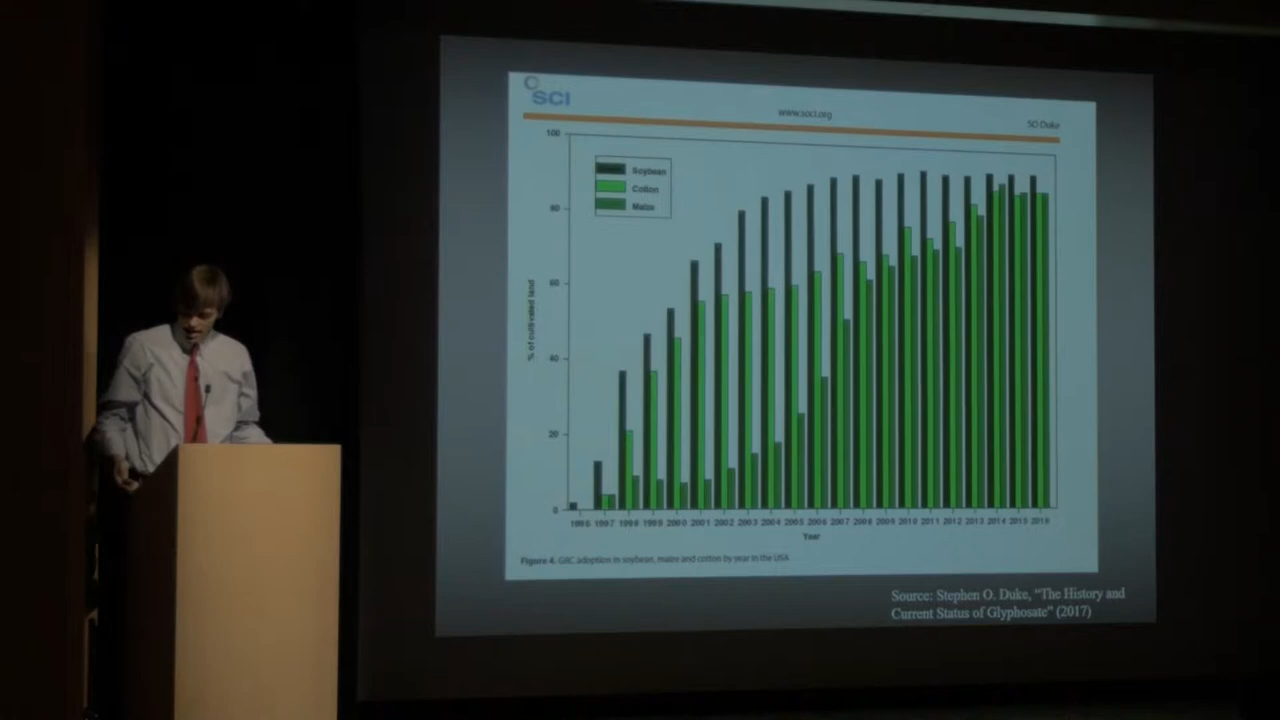 SCI
www.soci.org
SO Duke
100
Soybean
Cotton
Maize
80
60
40
20
0
% of cultivated land
1996 1997 1998 1999 2000 2001 2002 2003 2004 2005 2006 2007 2008 2009 2010 2011 2012 2013 2014 2015 2016
Year
Figure 4. GRC adoption in soybean, maize and cotton by year in the USA.
Source: Stephen O. Duke, “The History and
Current Status of Glyphosate” (2017)